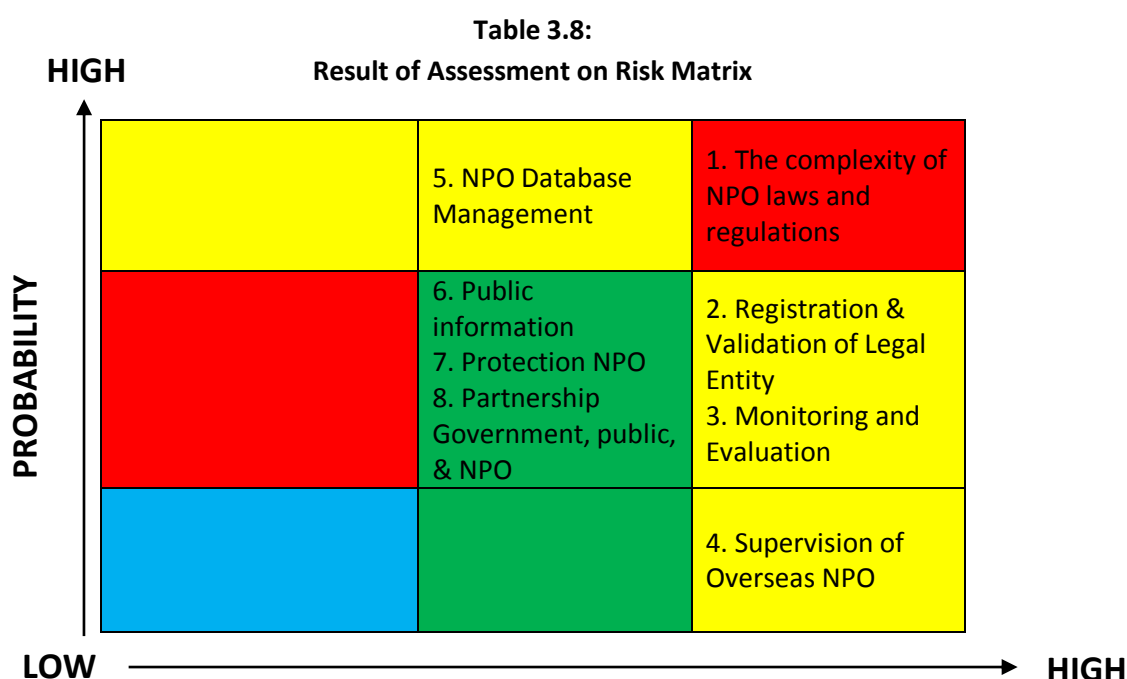 Table 3.8:
HIGH
Result of Assessment on Risk Matrix
5. NPO Database
Management
1. The complexity of
NPO laws and
regulations
PROBABILITY
6. Public
information
7. Protection NPO
8. Partnership
Government, public,
& NPO
2. Registration &
Validation of Legal
Entity
3. Monitoring and
Evaluation
4. Supervision of
Overseas NPO
LOW
HIGH